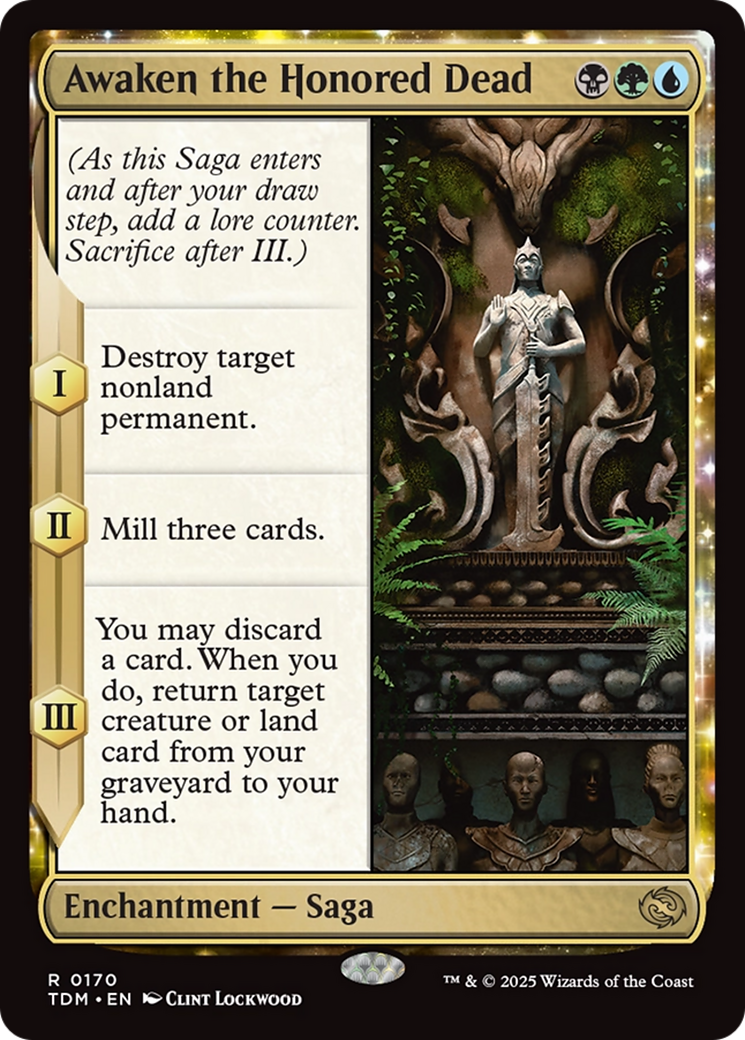 Awaken the Honored Dead
(As this Saga enters
and after your draw
step, add a lore counter.
Sacrifice after III.)
I
Destroy target
nonland
permanent.
II
Mill three cards.
III
You may discard
a card. When you
do, return target
creature or land
card from your
graveyard to your
hand.
Enchantment — Saga
R 0170
TDM • EN Clint Lockwood
™ & © 2025 Wizards of the Coast